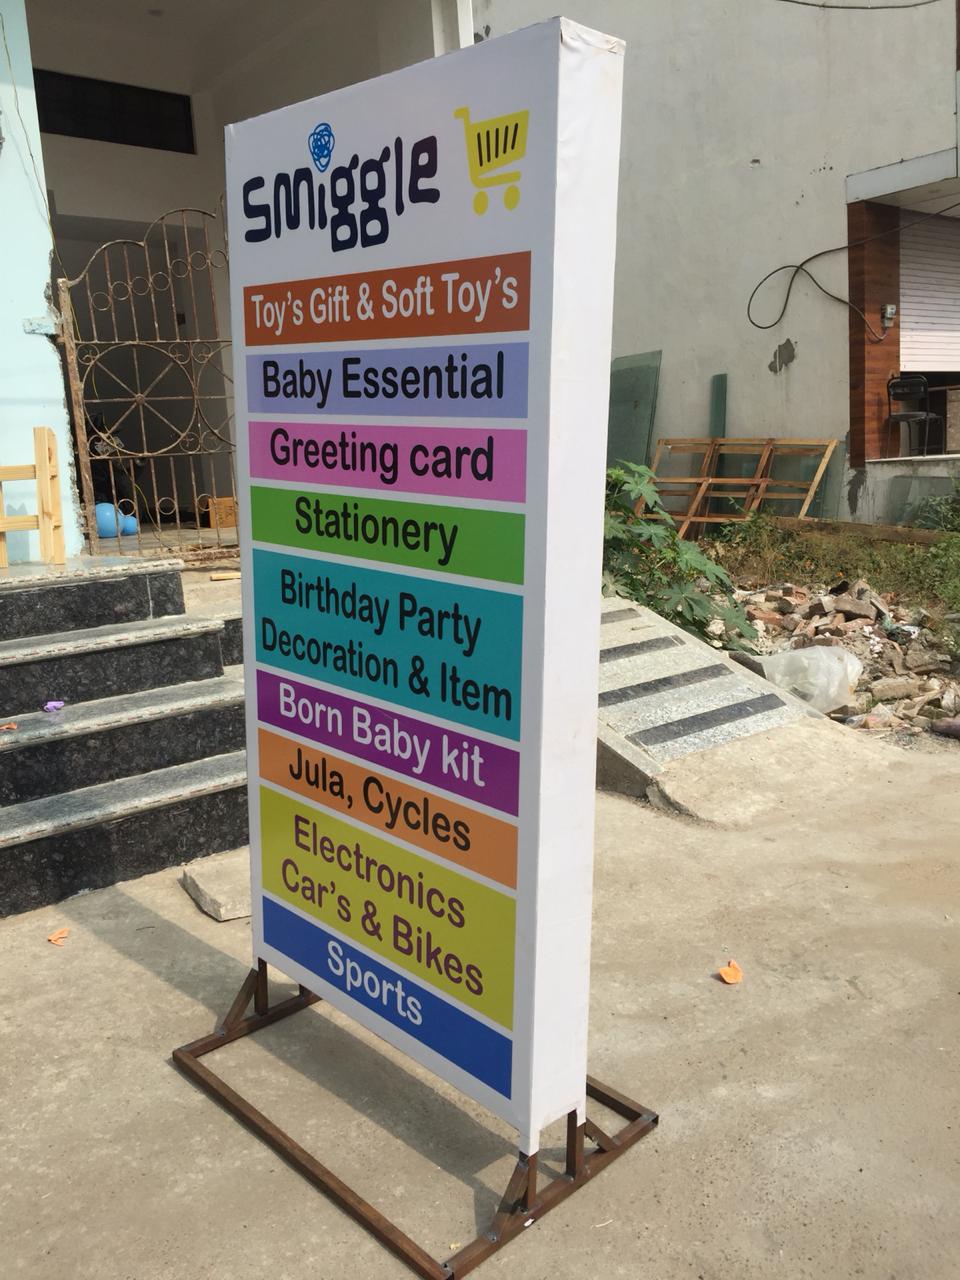 smiggle
Toy's Gift & Soft Toy's
Baby Essential
Greeting card
Stationery
Birthday Party
Decoration & Item
Born Baby kit
Jula, Cycles
Electronics
Car's & Bikes
Sports